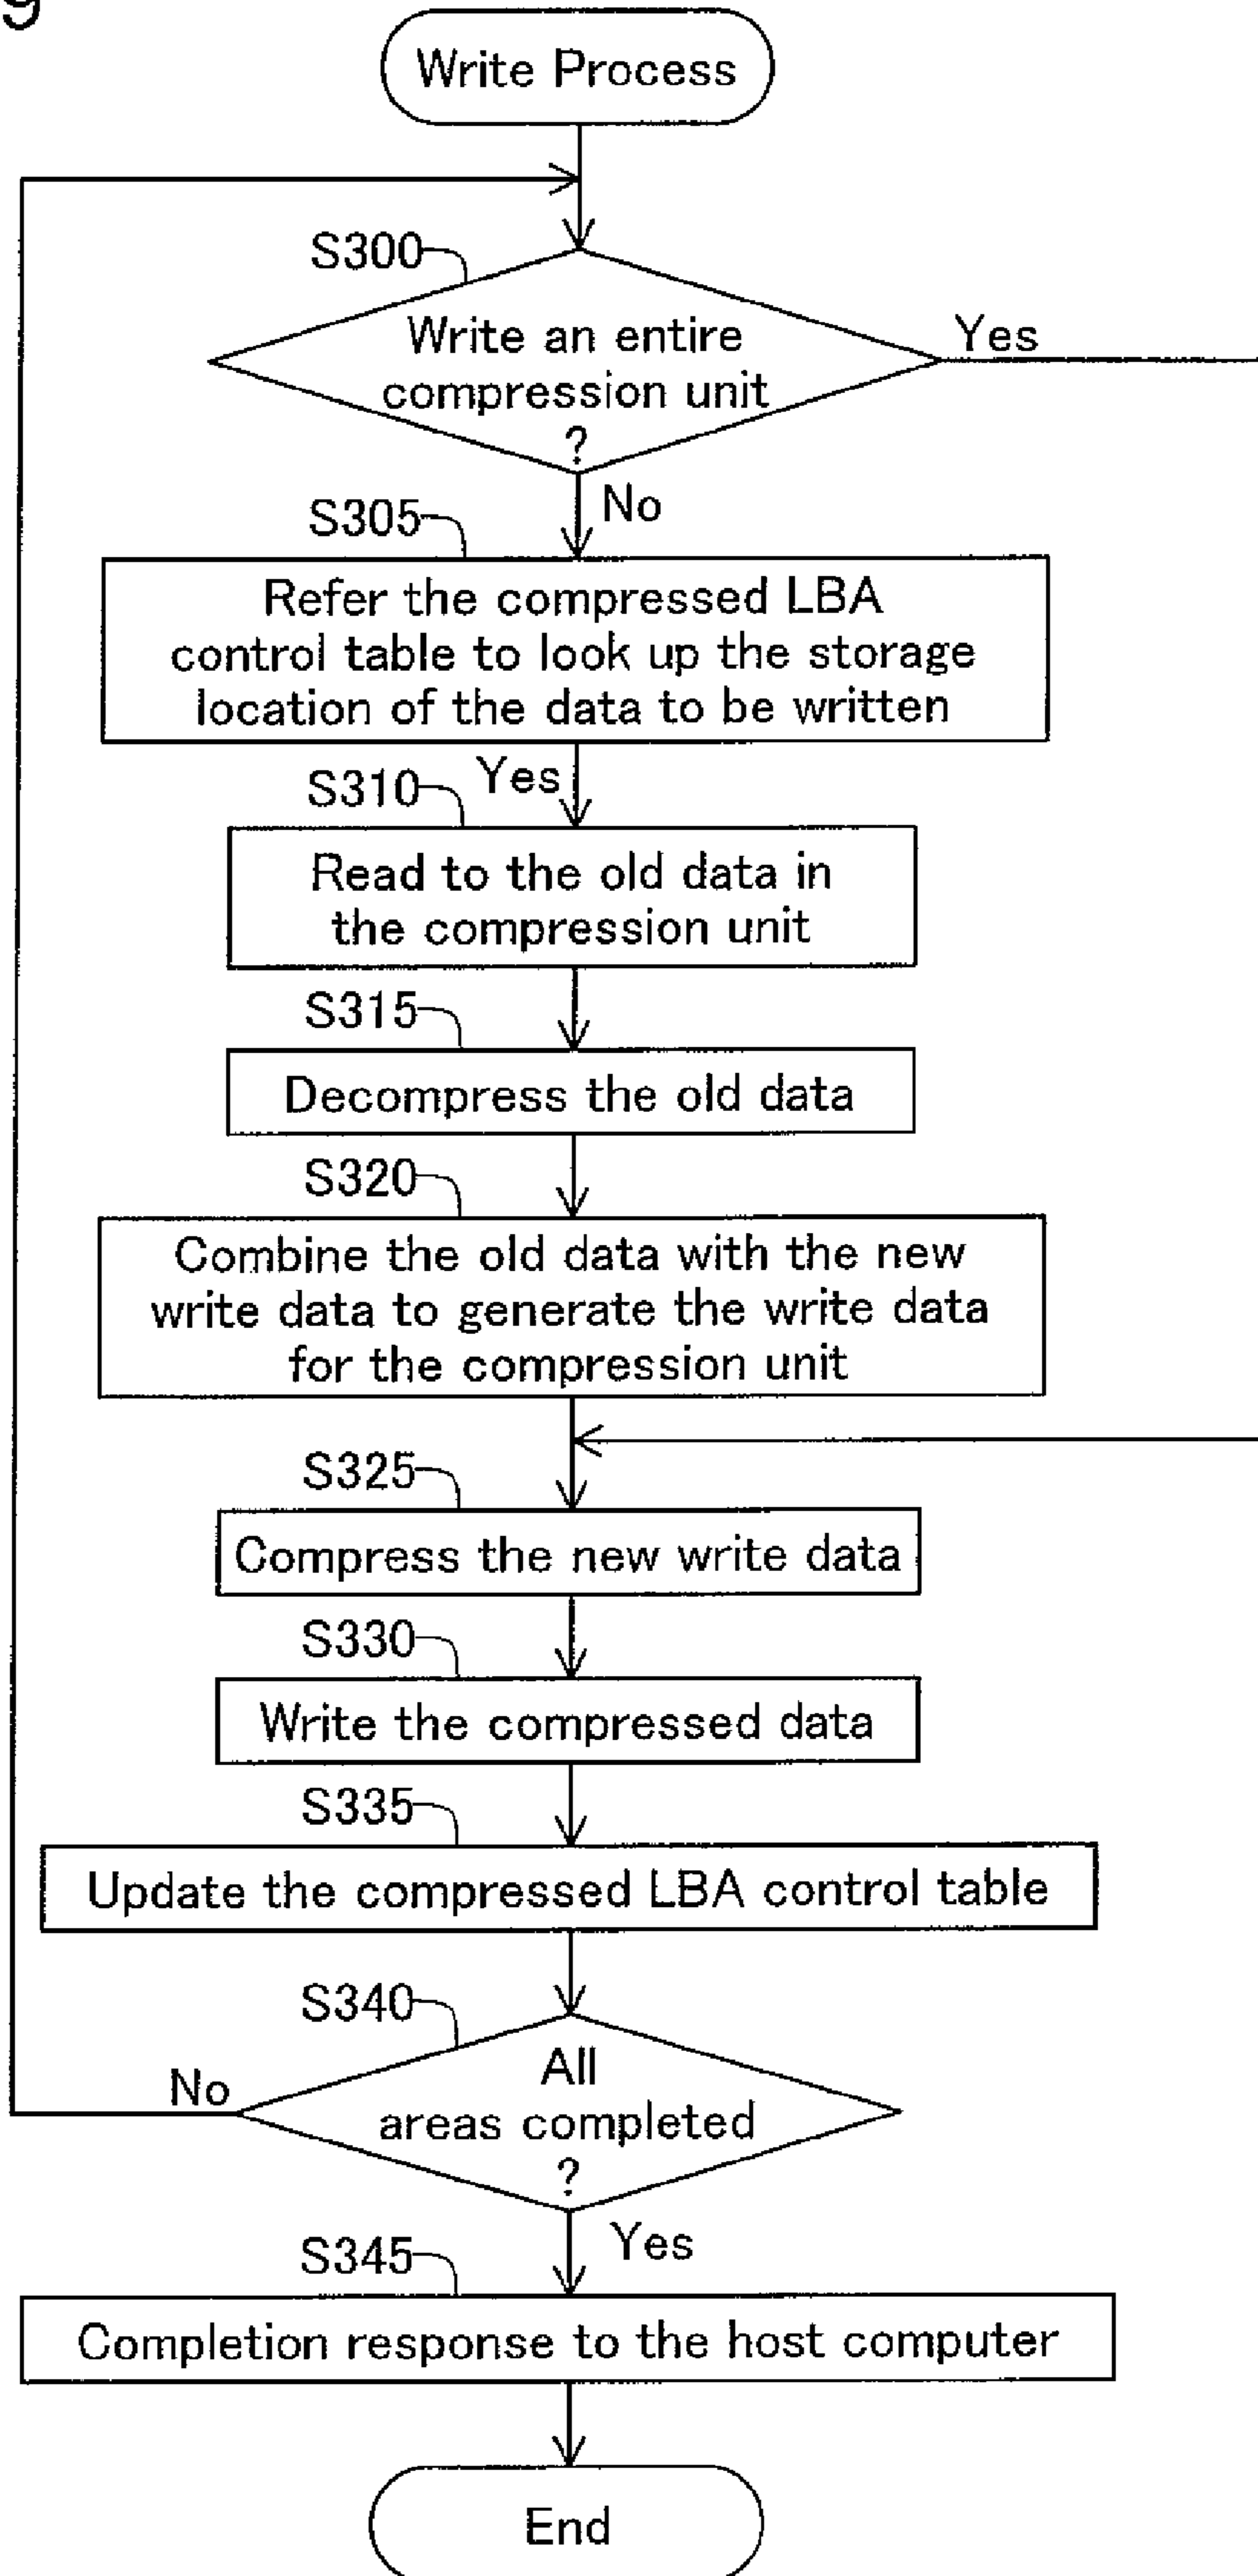 Write Process
S300
Write an entire
compression unit
?
Yes
No
S305
Refer the compressed LBA
control table to look up the storage
location of the data to be written
Yes
S310
Read to the old data in
the compression unit
S315
Decompress the old data
S320
Combine the old data with the new
write data to generate the write data
for the compression unit
S325
Compress the new write data
S330
Write the compressed data
S335
Update the compressed LBA control table
S340
All
areas completed
?
No
Yes
S345
Completion response to the host computer
End